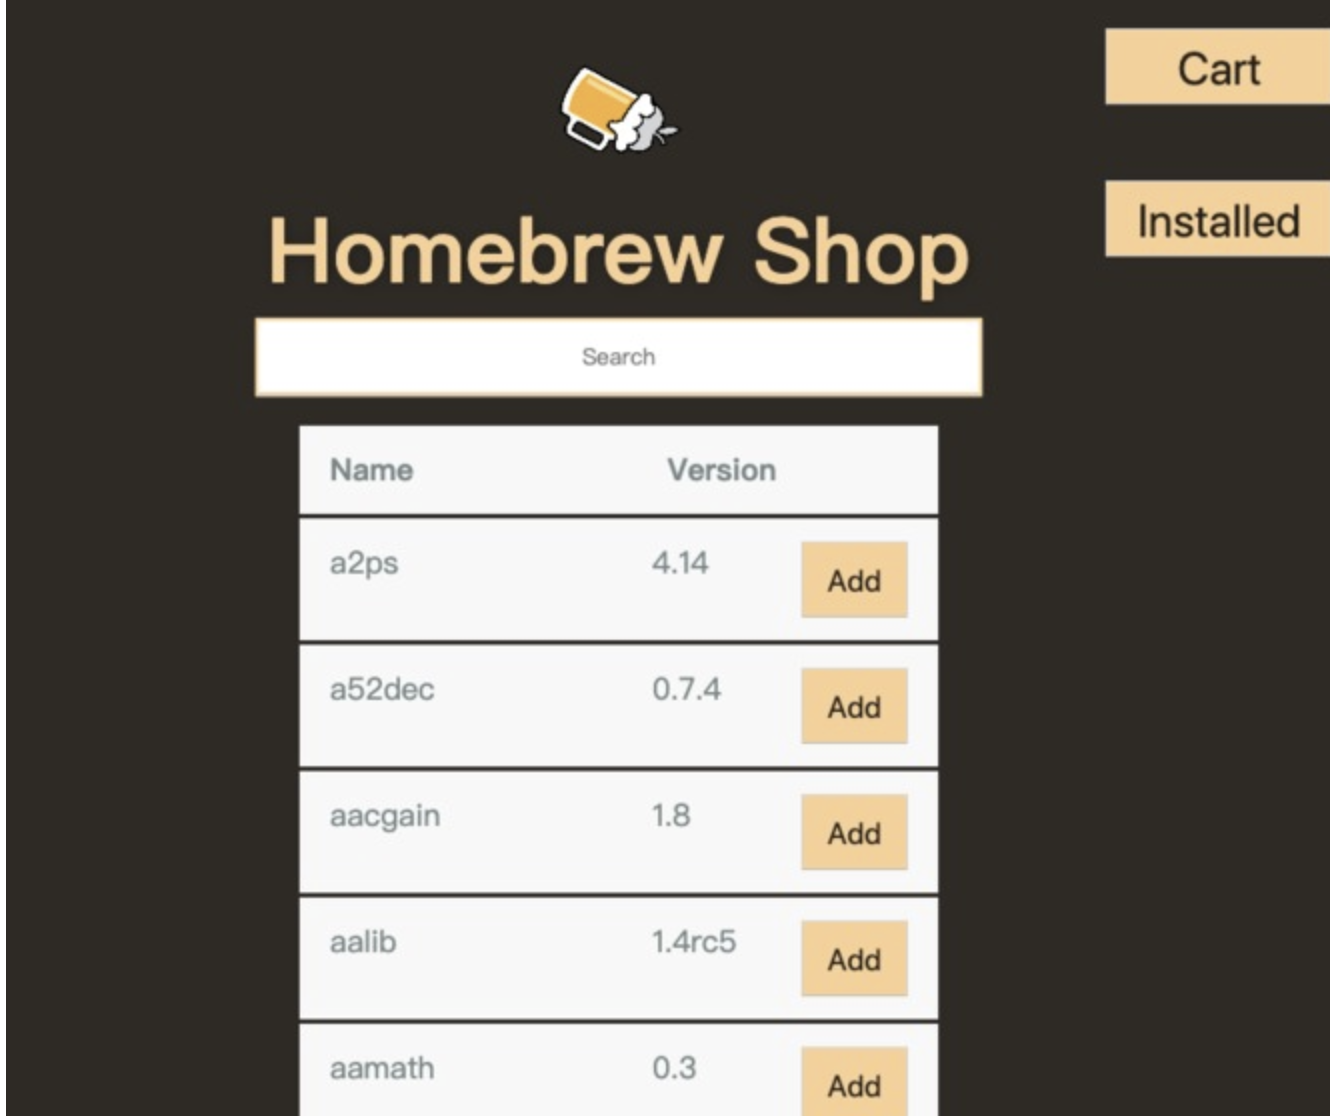 Cart
Installed
Homebrew Shop
Search
Name Version
a2ps 4.14 Add
a52dec 0.7.4 Add
aacgain 1.8 Add
aalib 1.4rc5 Add
aamath 0.3 Add